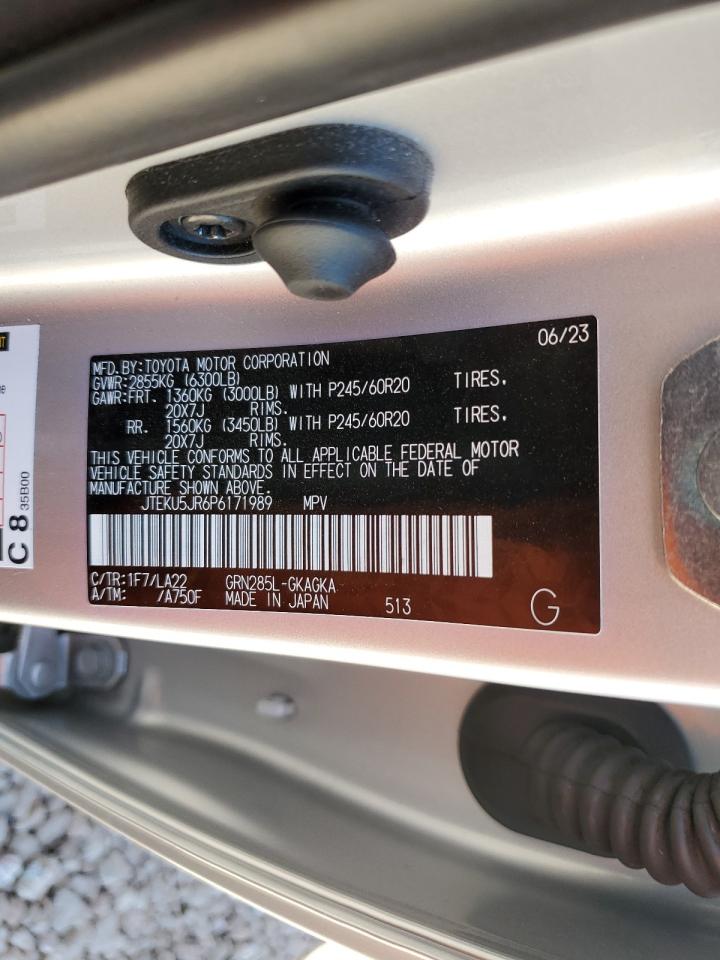 06/23
MFD.BY:TOYOTA MOTOR CORPORATION
GVWR:2855KG (6300LB)
GAWR:FRT. 1360KG (3000LB) WITH P245/60R20 TIRES.
20X7J RIMS.
RR. 1560KG (3450LB) WITH P245/60R20 TIRES.
20X7J RIMS.
THIS VEHICLE CONFORMS TO ALL APPLICABLE FEDERAL MOTOR
VEHICLE SAFETY STANDARDS IN EFFECT ON THE DATE OF
MANUFACTURE SHOWN ABOVE.
JTEKU5JR6P6171989 MPV
C/TR:1F7/LA22 GRN285L-GKAGKA
A/TM: /A750F MADE IN JAPAN 513
G
C 8 35B00